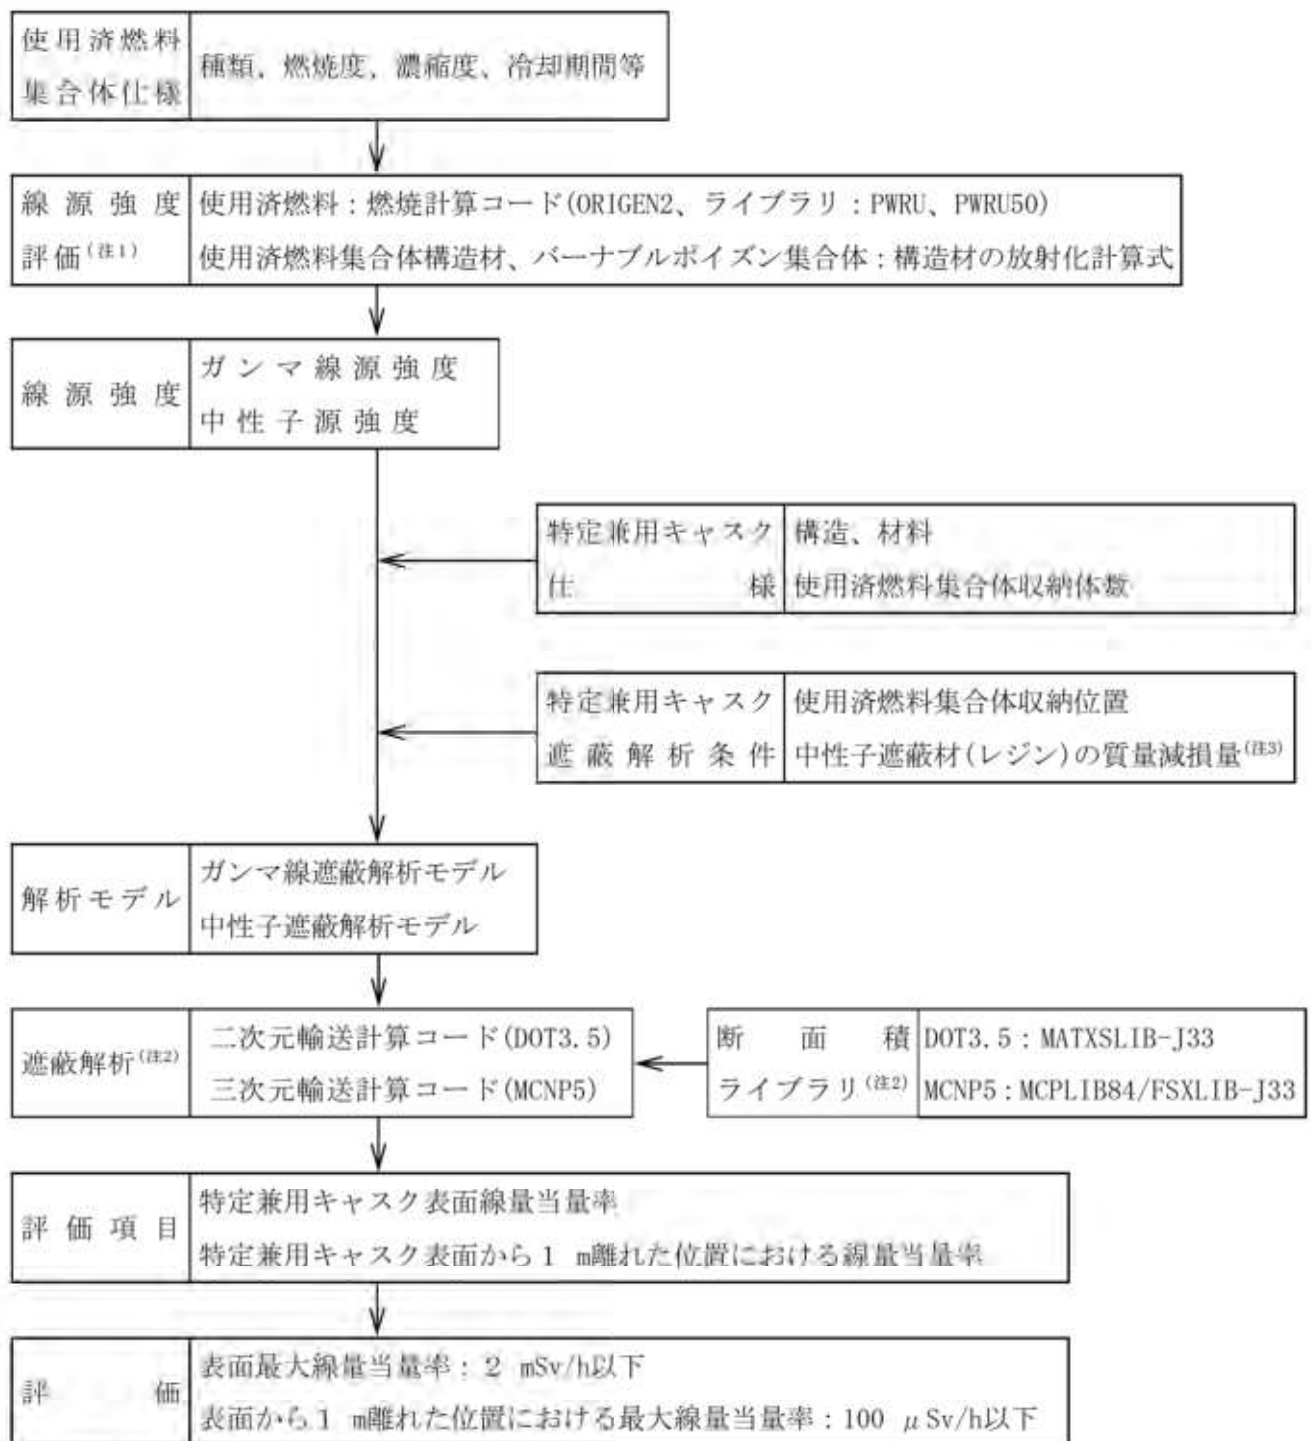 使用済燃料
集合体仕様
種類，燃焼度，濃縮度、冷却期間等
線源強度
評価(注1)
使用済燃料：燃焼計算コード(ORIGEN2、ライブラリ：PWRU、PWRU50)
使用済燃料集合体構造材、バーナブルポイズン集合体：構造材の放射化計算式
線源強度
ガンマ線源強度
中性子源強度
特定兼用キャスク
仕様
構造、材料
使用済燃料集合体収納体数
特定兼用キャスク
遮蔽解析条件
使用済燃料集合体収納位置
中性子遮蔽材(レジン)の質量減損量(注3)
解析モデル
ガンマ線遮蔽解析モデル
中性子遮蔽解析モデル
遮蔽解析(注2)
二次元輸送計算コード(DOT3.5)
三次元輸送計算コード(MCNP5)
断面積
ライブラリ(注2)
DOT3.5：MATXSLIB-J33
MCNP5：MCPLIB84/FSXLIB-J33
評価項目
特定兼用キャスク表面線量当量率
特定兼用キャスク表面から1 m離れた位置における線量当量率
評価
表面最大線量当量率：2 mSv/h以下
表面から1 m離れた位置における最大線量当量率：100 μSv/h以下